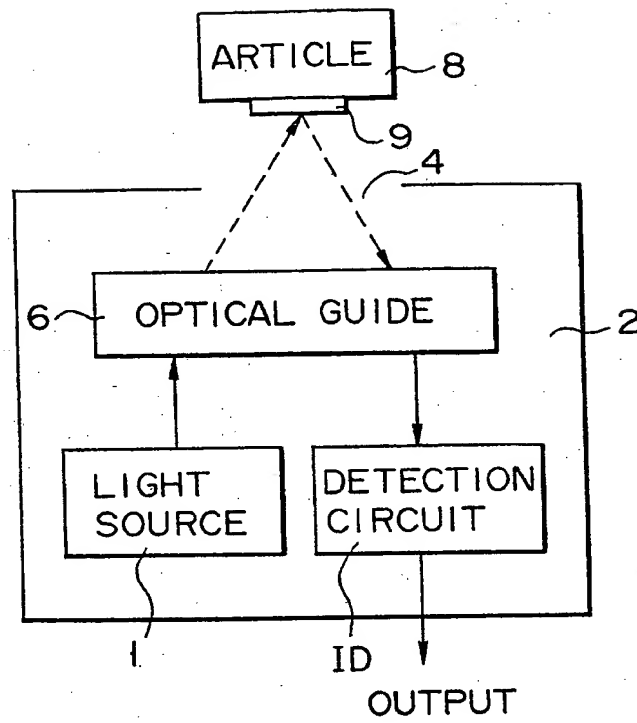 ARTICLE
8
9
4
6
OPTICAL GUIDE
2
LIGHT
SOURCE
DETECTION
CIRCUIT
1
ID
OUTPUT